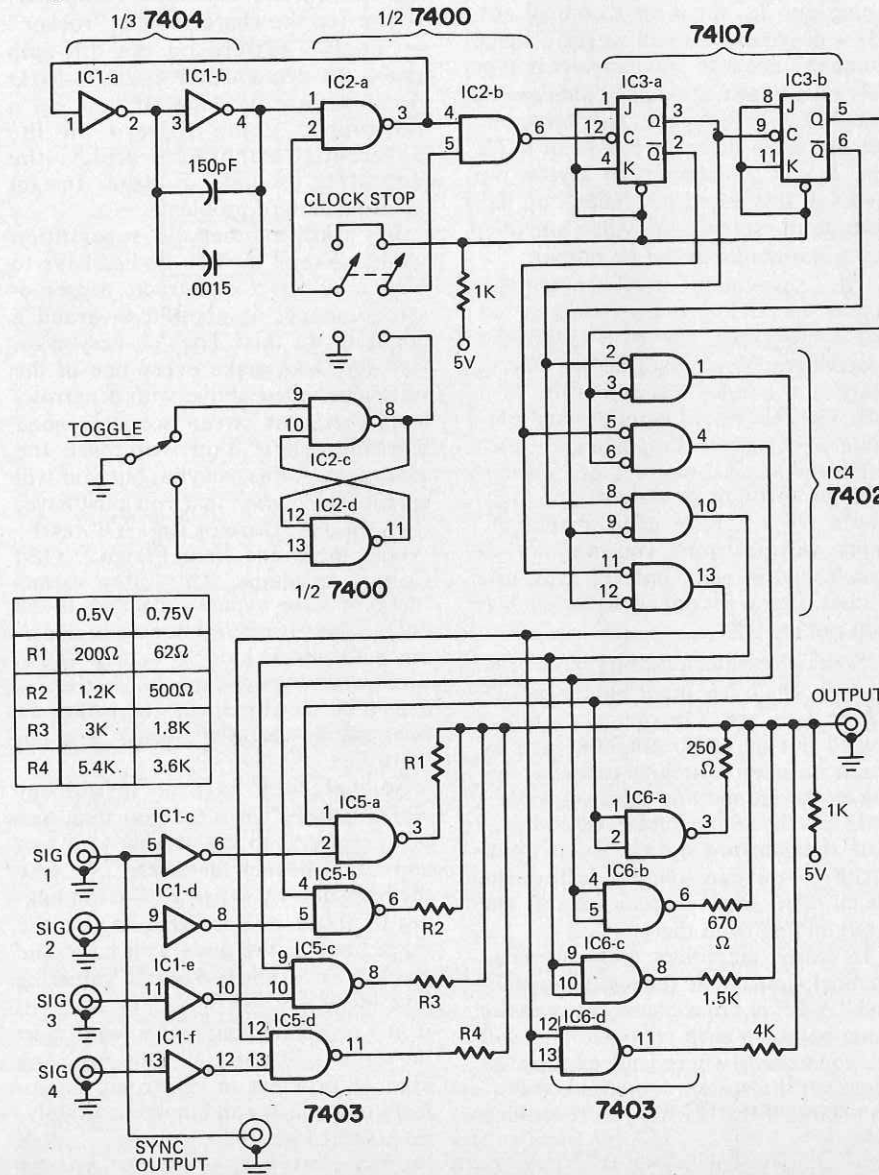 1/3 7404
1/2 7400
74107
IC1-a
IC1-b
IC2-a
IC2-b
IC3-a
IC3-b
1 2 3 4
1 2 3 4 5 6
1 J Q 3
12 C
4 K Q 2
8 J Q 5
9 C Q 6
11 K
150pF
.0015
CLOCK STOP
1K
5V
TOGGLE
9
10
8
IC2-c
12
13
11
IC2-d
1/2 7400
2
3
1
5
6
4
8
9
10
11
12
13
IC4
7402
0.5V 0.75V
R1 200Ω 62Ω
R2 1.2K 500Ω
R3 3K 1.8K
R4 5.4K 3.6K
OUTPUT
R1
250
Ω
1K
5V
IC5-a
1
2
3
IC6-a
1
2
3
SIG
1
IC1-c
5 6
IC5-b
4
5
6
R2
IC6-b
4
5
6
670
Ω
SIG
2
IC1-d
9 8
IC5-c
9
10
8
R3
IC6-c
9
10
8
1.5K
SIG
3
IC1-e
11 10
IC5-d
12
13
11
R4
IC6-d
12
13
11
4K
SIG
4
IC1-f
13 12
7403
7403
SYNC
OUTPUT